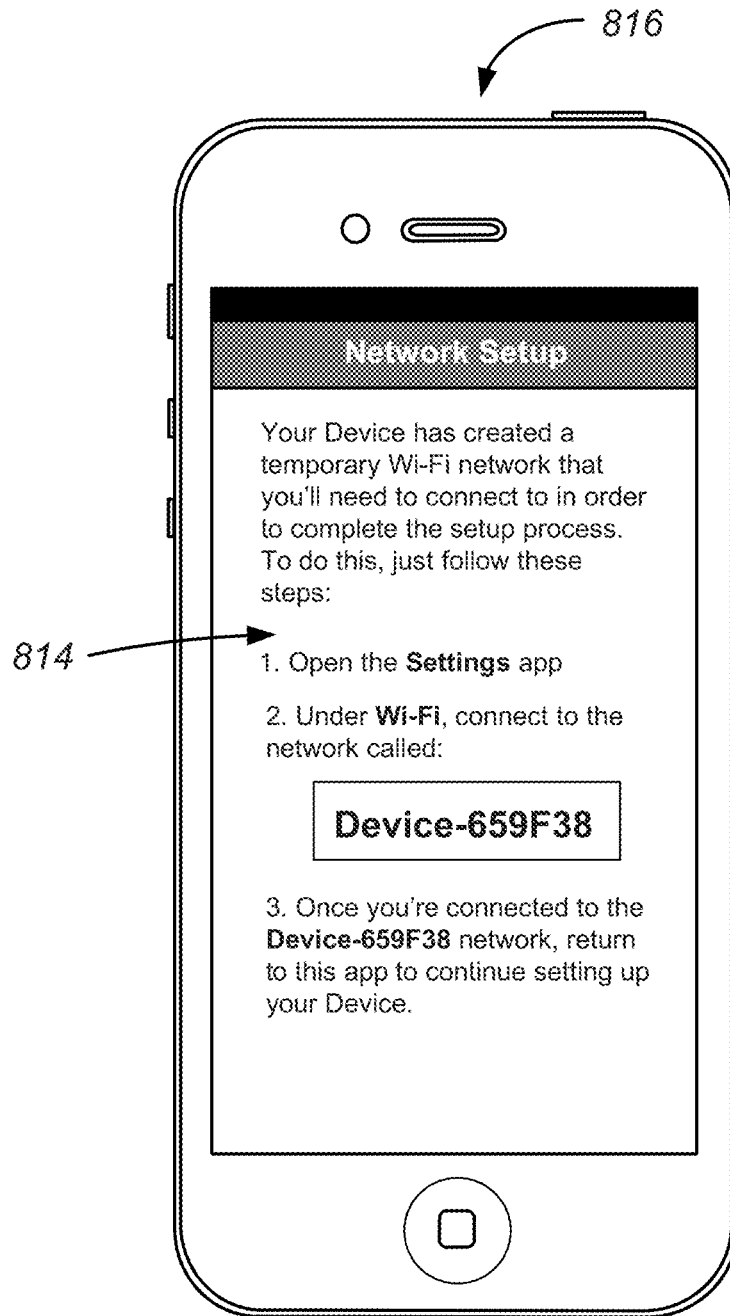 816
Network Setup
Your Device has created a
temporary Wi-Fi network that
you'll need to connect to in order
to complete the setup process.
To do this, just follow these
steps:
814
1. Open the Settings app
2. Under Wi-Fi, connect to the
network called:
Device-659F38
3. Once you're connected to the
Device-659F38 network, return
to this app to continue setting up
your Device.